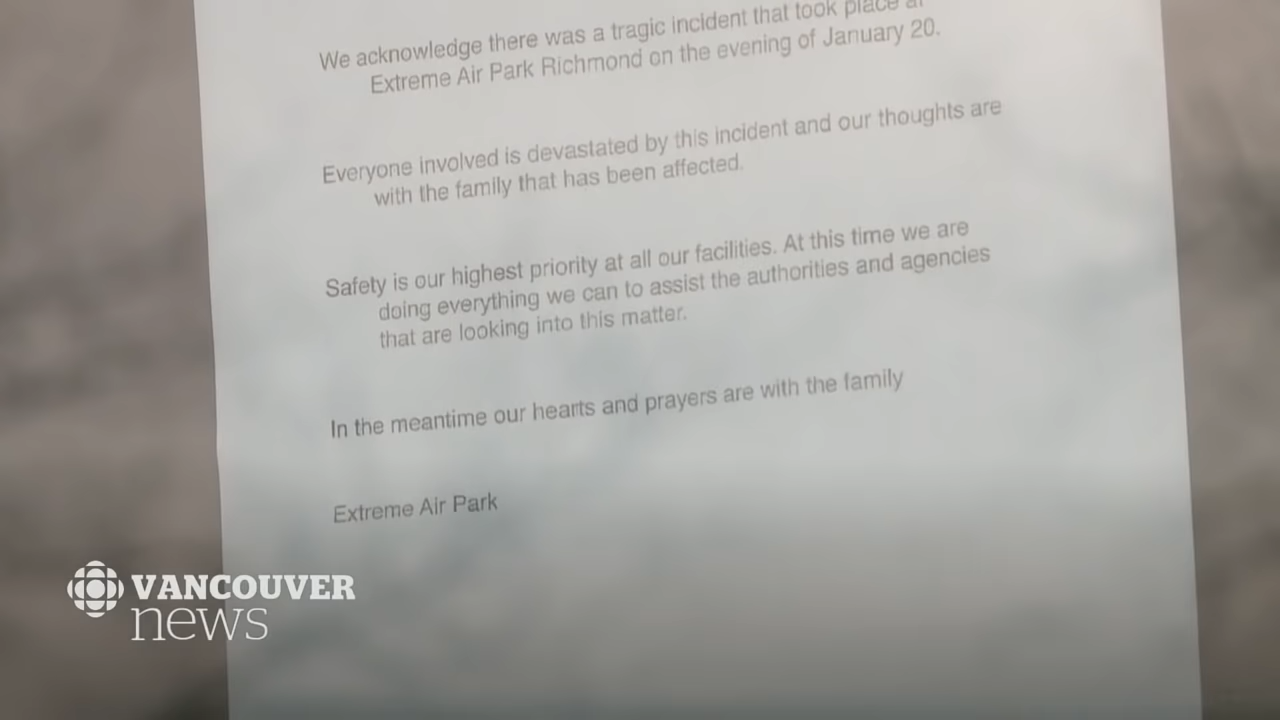 We acknowledge there was a tragic incident that took place at
Extreme Air Park Richmond on the evening of January 20.
Everyone involved is devastated by this incident and our thoughts are
with the family that has been affected.
Safety is our highest priority at all our facilities. At this time we are
doing everything we can to assist the authorities and agencies
that are looking into this matter.
In the meantime our hearts and prayers are with the family
Extreme Air Park
VANCOUVER
news